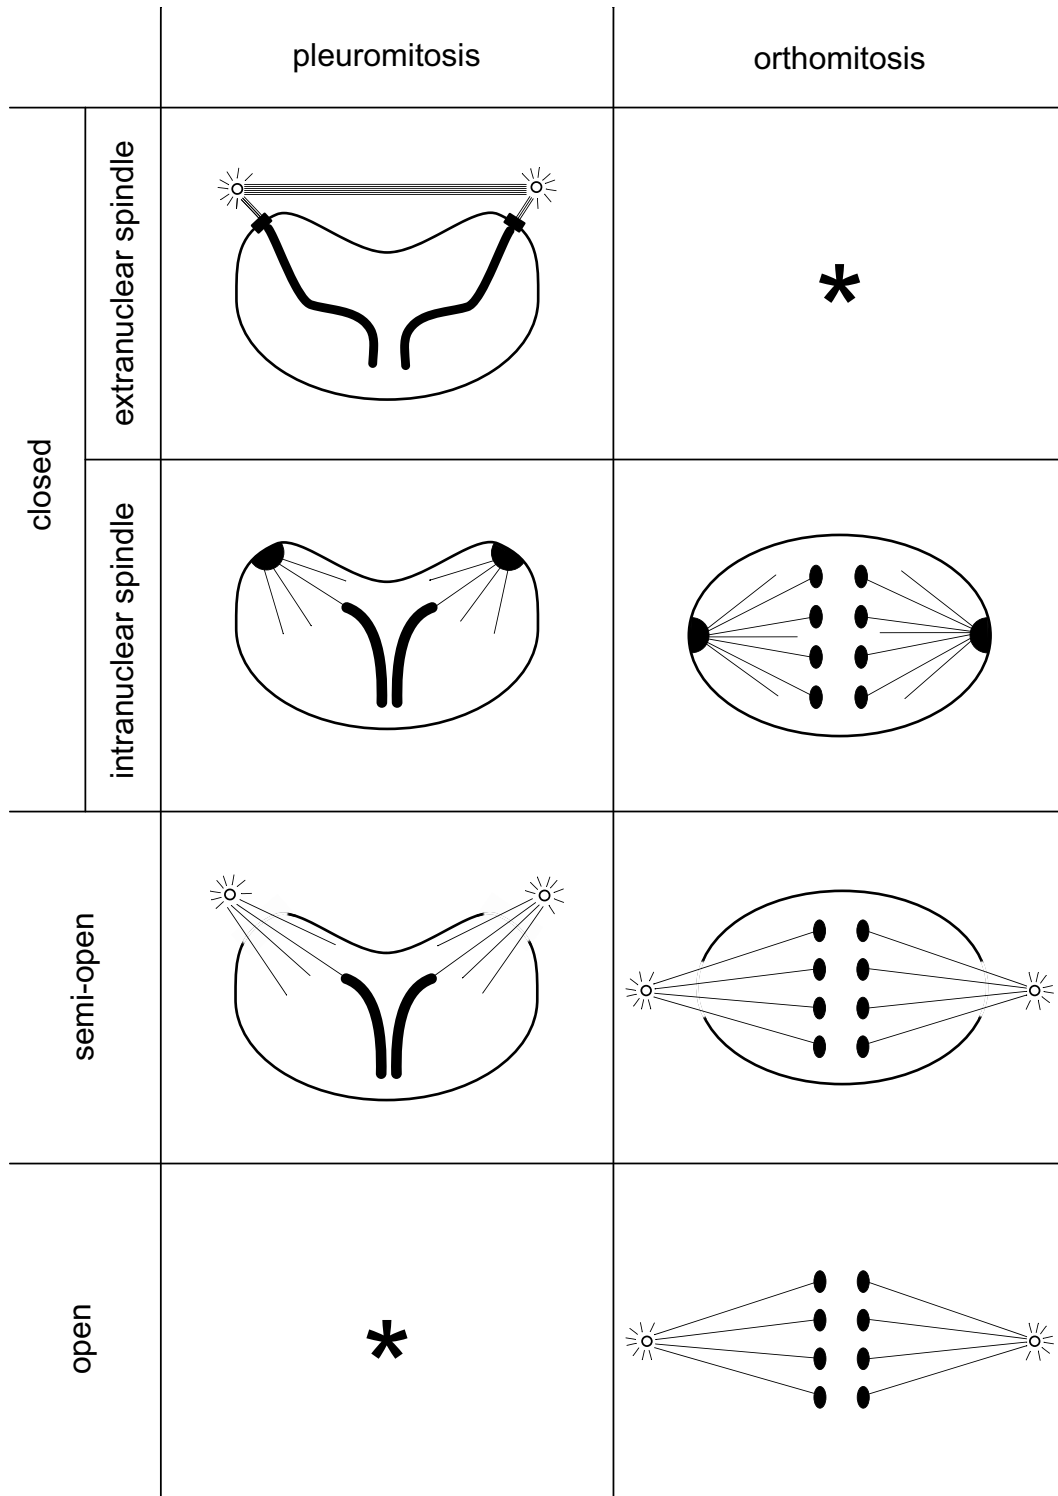 pleuromitosis
orthomitosis
closed
extranuclear spindle
*
intranuclear spindle
semi-open
open
*